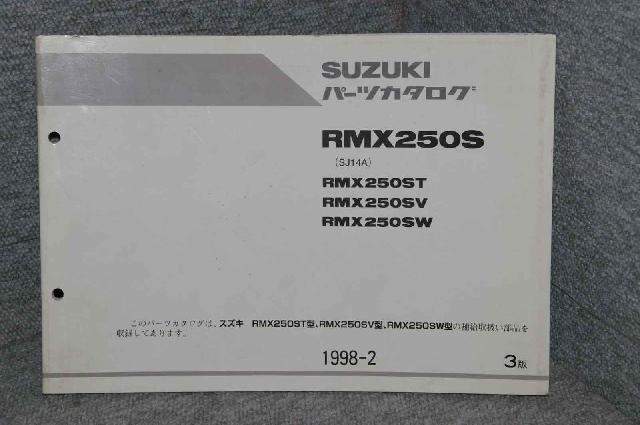 SUZUKI
パーツカタログ
RMX250S
(SJ14A)
RMX250ST
RMX250SV
RMX250SW
このパーツカタログは、スズキ RMX250ST型、RMX250SV型、RMX250SW型の補給取扱い部品を
収録してあります。
1998-2
3版